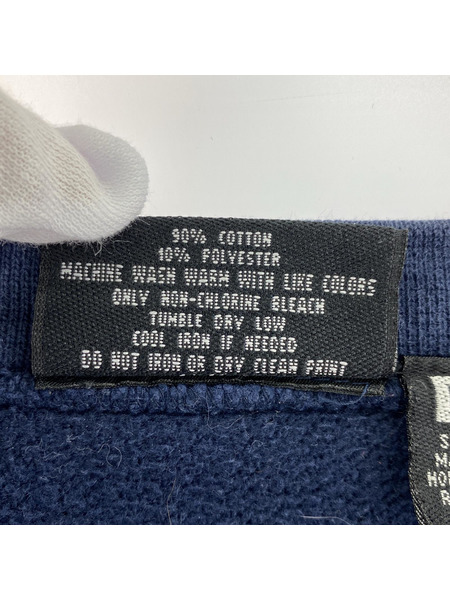 90% COTTON
10% POLYESTER
MACHINE WASH WARM WITH LIKE COLORS
ONLY NON-CHLORINE BLEACH
TUMBLE DRY LOW
COOL IRON IF NEEDED
DO NOT IRON OR DRY CLEAN PRINT